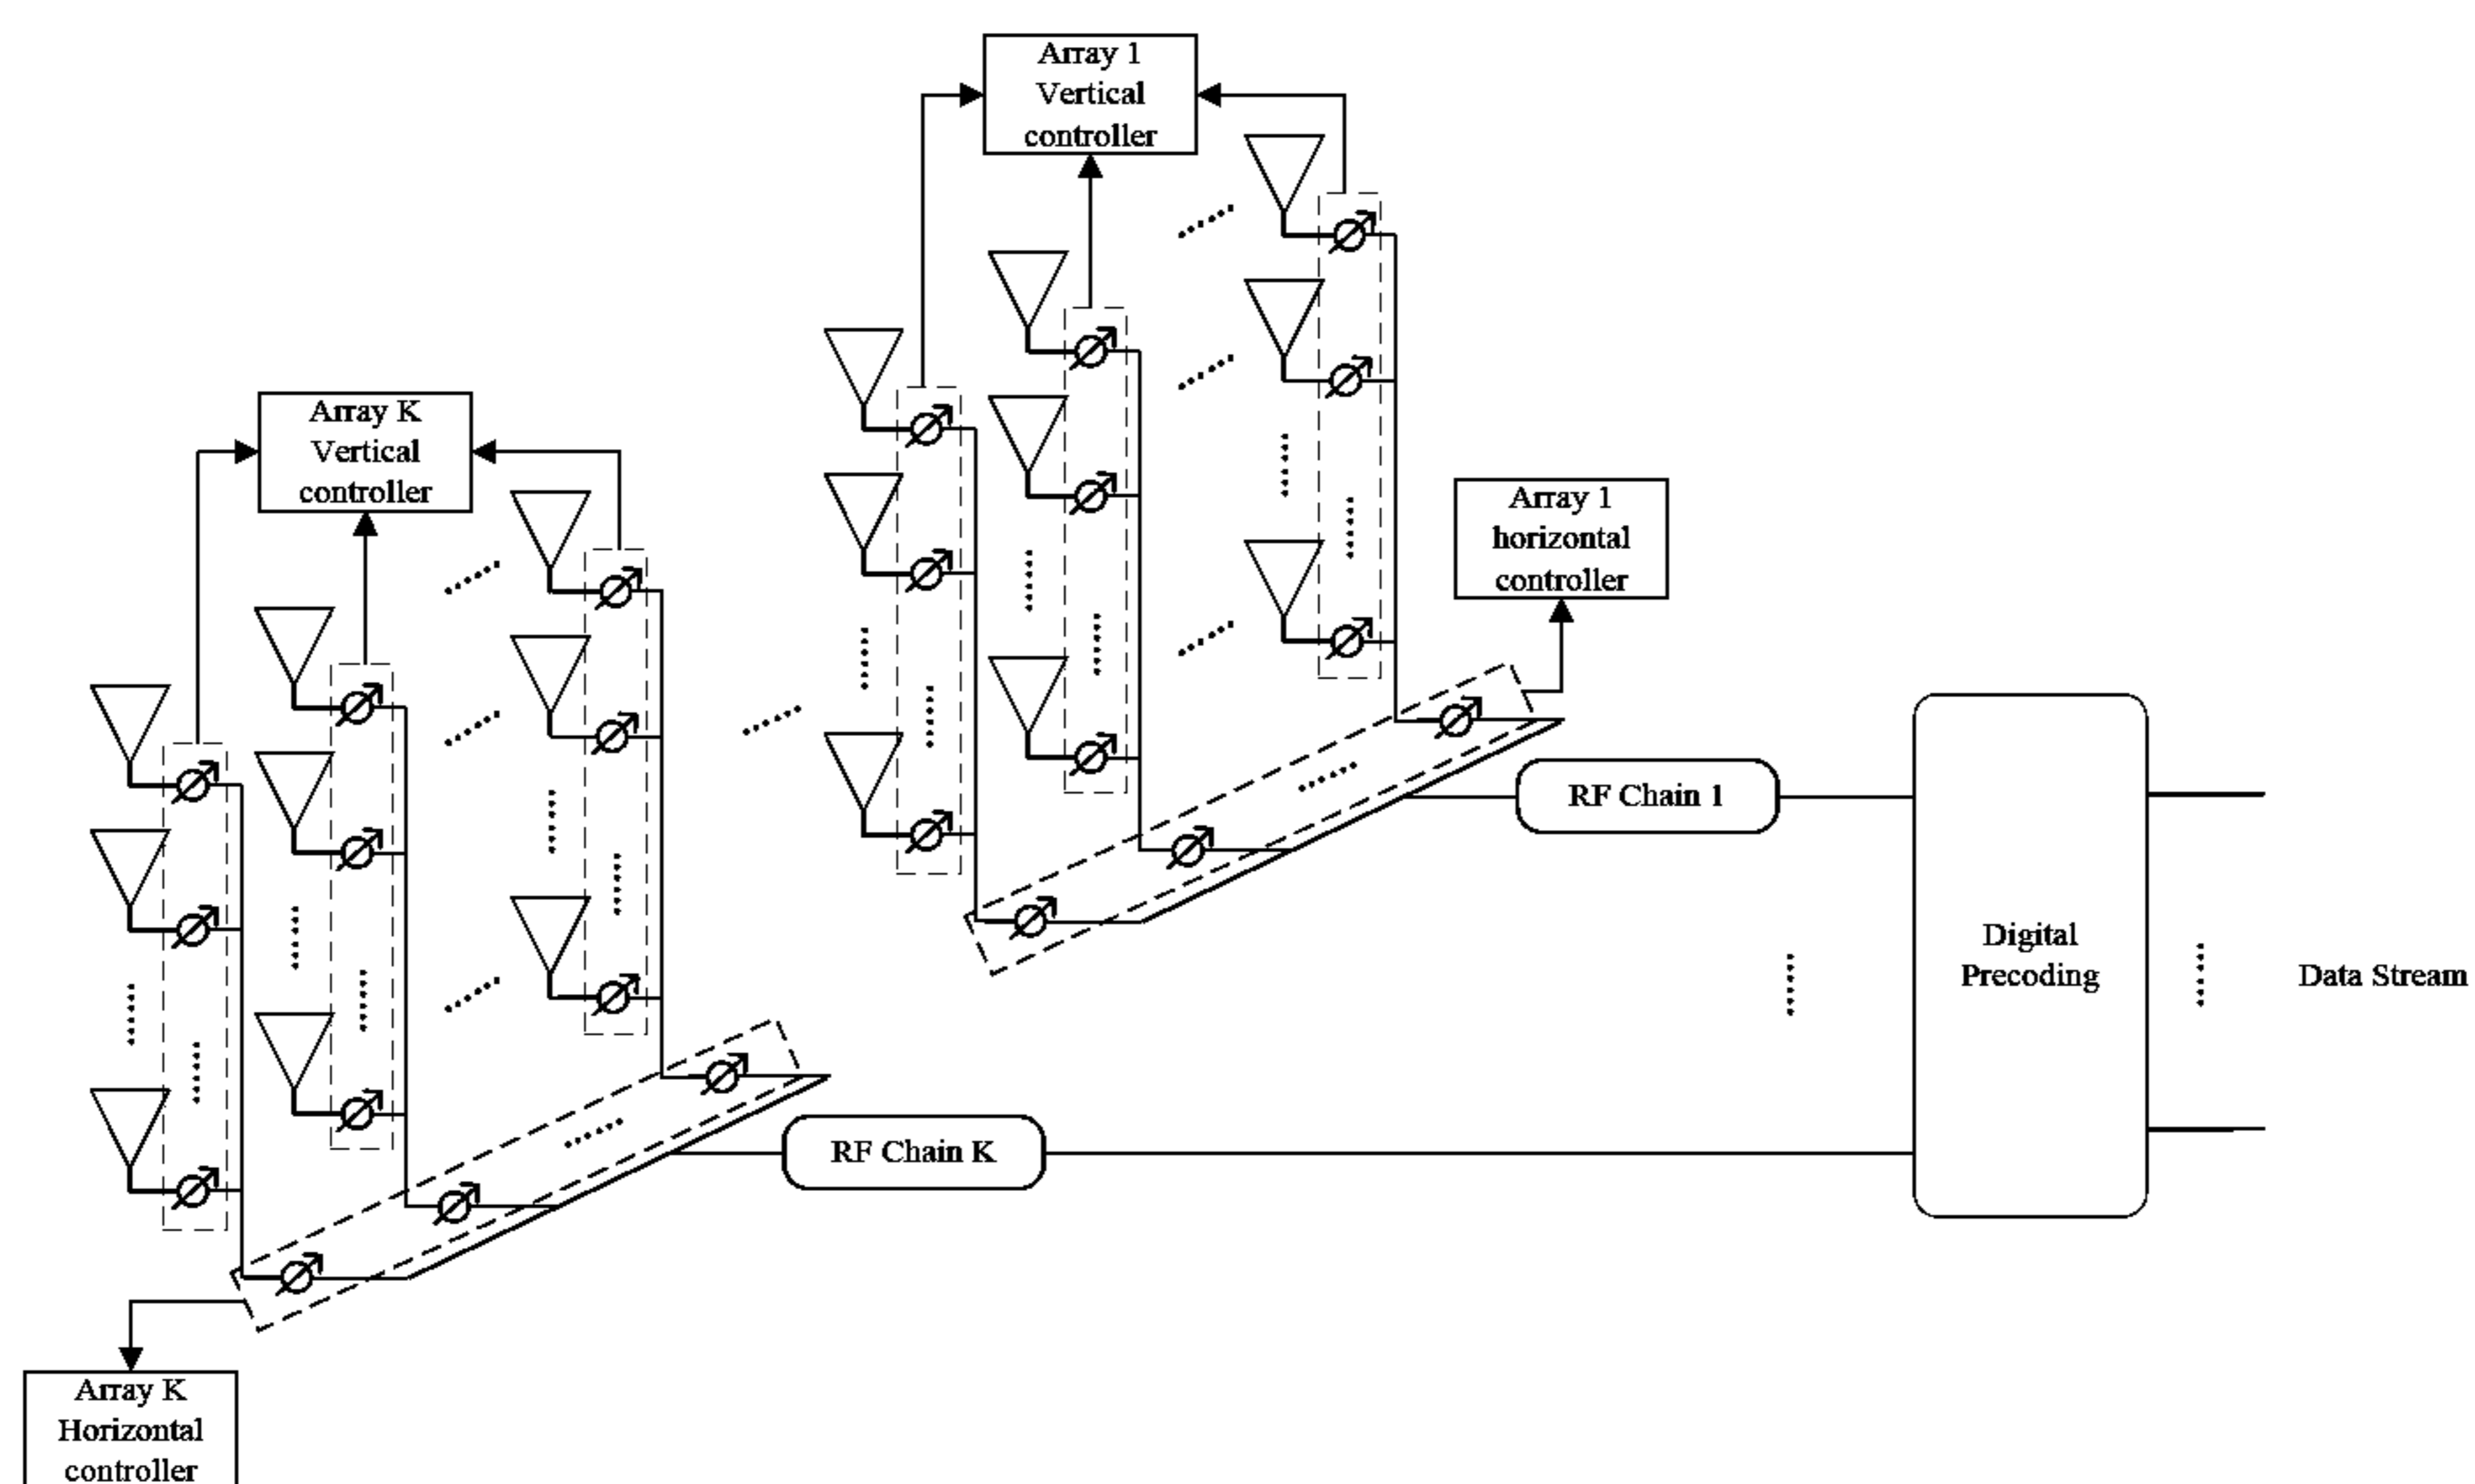 Array 1
Vertical
controller
Array K
Vertical
controller
Array 1
horizontal
controller
RF Chain 1
Digital
Precoding
Data Stream
RF Chain K
Array K
Horizontal
controller